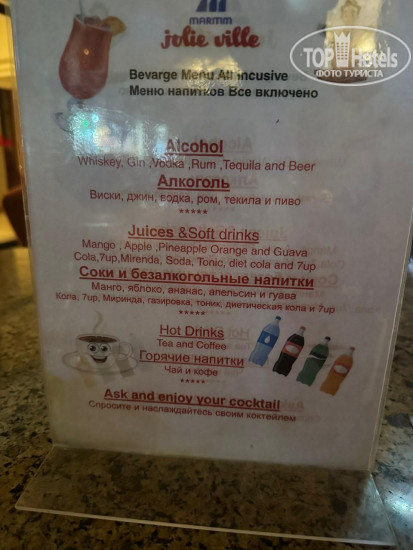 MARITIM
jolie ville
TOP Hotels
ФОТО ТУРИСТА
Bevarge Menu All incusive
Меню напитков Все включено
Alcohol
Whiskey, Gin ,Vodka ,Rum ,Tequila and Beer
Алкоголь
Виски, джин, водка, ром, текила и пиво
*****
Juices &Soft drinks
Mango , Apple ,Pineapple Orange and Guava
Cola,7up,Mirenda, Soda, Tonic, diet cola and 7up
Соки и безалкогольные напитки
Манго, яблоко, ананас, апельсин и гуава
Кола, 7up, Миринда, газировка, тоник, диетическая кола и 7up
*****
Hot Drinks
Tea and Coffee
Горячие напитки
Чай и кофе
*****
Ask and enjoy your cocktail
Спросите и наслаждайтесь своим коктейлем